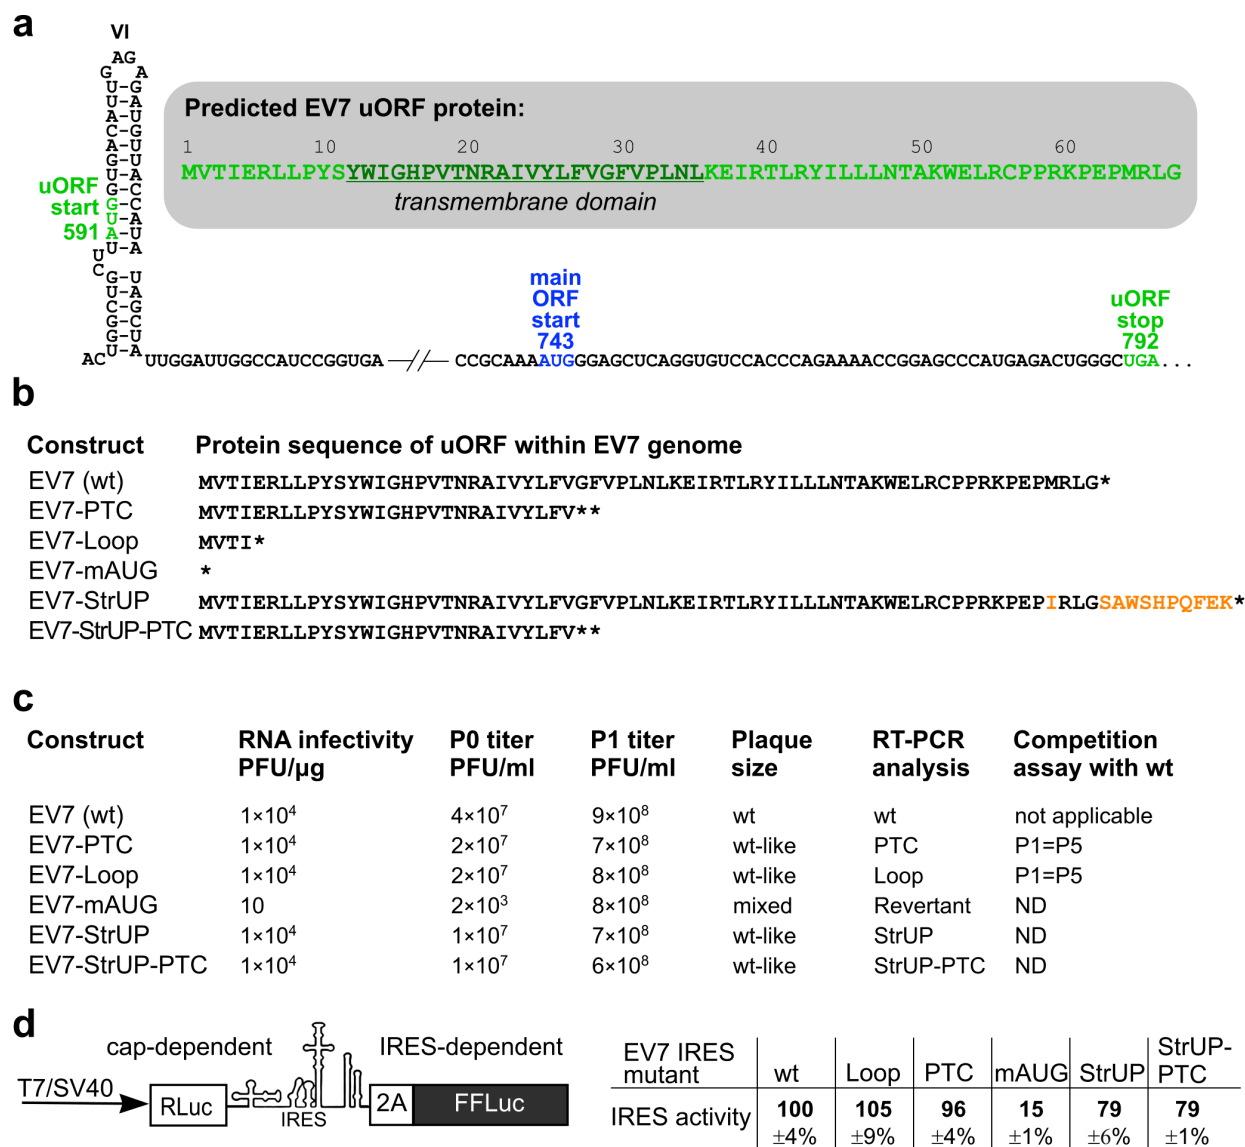 a
VI
AG
G A
U-G
U-A
A-U
C-G
A-U
G-U
U-A
G-C
G-C
U-A
A-U
U-A
U
C
G-U
U-A
C-G
G-C
G-U
U-A
AC
uORF
start
591
Predicted EV7 uORF protein:
1 10 20 30 40 50 60
MVTIERLLPYSYWIGHPVTNRAIVYLFVGFVPLNLKEIRTLRYILLLNTAKWELRCPPRKPEPMRLG
transmembrane domain
main
ORF
start
743
uORF
stop
792
UUGGAUUGGCCAUCCGGUGA —//— CCGCAAAAUGGGAGCUCAGGUGUCCACCCAGAAAACCGGAGCCCAUGAGACUGGGCUGA...
b
Construct Protein sequence of uORF within EV7 genome
EV7 (wt) MVTIERLLPYSYWIGHPVTNRAIVYLFVGFVPLNLKEIRTLRYILLLNTAKWELRCPPRKPEPMRLG*
EV7-PTC MVTIERLLPYSYWIGHPVTNRAIVYLFV**
EV7-Loop MVTI*
EV7-mAUG *
EV7-StrUP MVTIERLLPYSYWIGHPVTNRAIVYLFVGFVPLNLKEIRTLRYILLLNTAKWELRCPPRKPEPIRLGSAWSHPQFEK*
EV7-StrUP-PTC MVTIERLLPYSYWIGHPVTNRAIVYLFV**
c
Construct RNA infectivity PFU/µg P0 titer PFU/ml P1 titer PFU/ml Plaque size RT-PCR analysis Competition assay with wt
EV7 (wt) 1×10⁴ 4×10⁷ 9×10⁸ wt wt not applicable
EV7-PTC 1×10⁴ 2×10⁷ 7×10⁸ wt-like PTC P1=P5
EV7-Loop 1×10⁴ 2×10⁷ 8×10⁸ wt-like Loop P1=P5
EV7-mAUG 10 2×10³ 8×10⁸ mixed Revertant ND
EV7-StrUP 1×10⁴ 1×10⁷ 7×10⁸ wt-like StrUP ND
EV7-StrUP-PTC 1×10⁴ 1×10⁷ 6×10⁸ wt-like StrUP-PTC ND
d
cap-dependent IRES-dependent
T7/SV40 RLuc IRES 2A FFLuc
EV7 IRES mutant wt Loop PTC mAUG StrUP StrUP-PTC
IRES activity 100 105 96 15 79 79
±4% ±9% ±4% ±1% ±6% ±1%